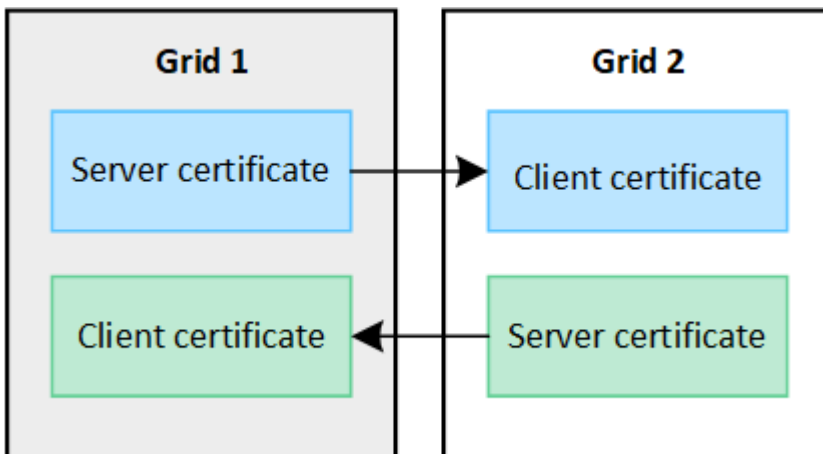 Grid 1
Grid 2
Server certificate
Client certificate
Client certificate
Server certificate